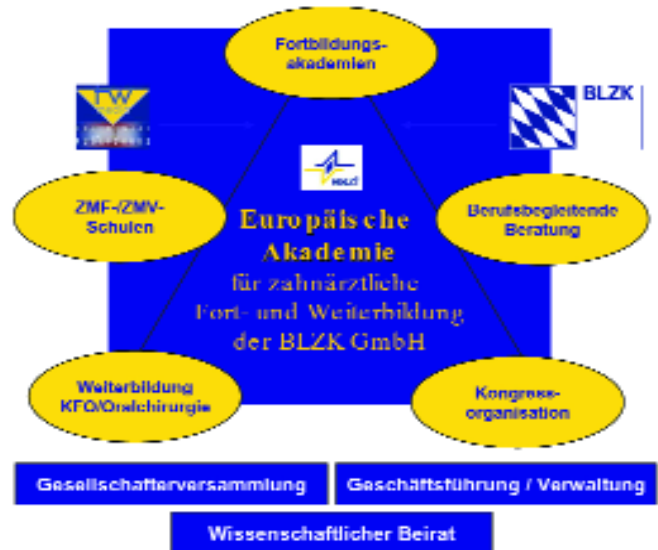 Fortbildungs-
akademien
TW
BLZK
ZMF-/ZMV-
Schulen
Berufsbegleitende
Beratung
Europäische
Akademie
für zahnärztliche
Fort- und Weiterbildung
der BLZK GmbH
Weiterbildung
KFO/Oralchirurgie
Kongress-
organisation
Gesellschafterversammlung
Geschäftsführung / Verwaltung
Wissenschaftlicher Beirat